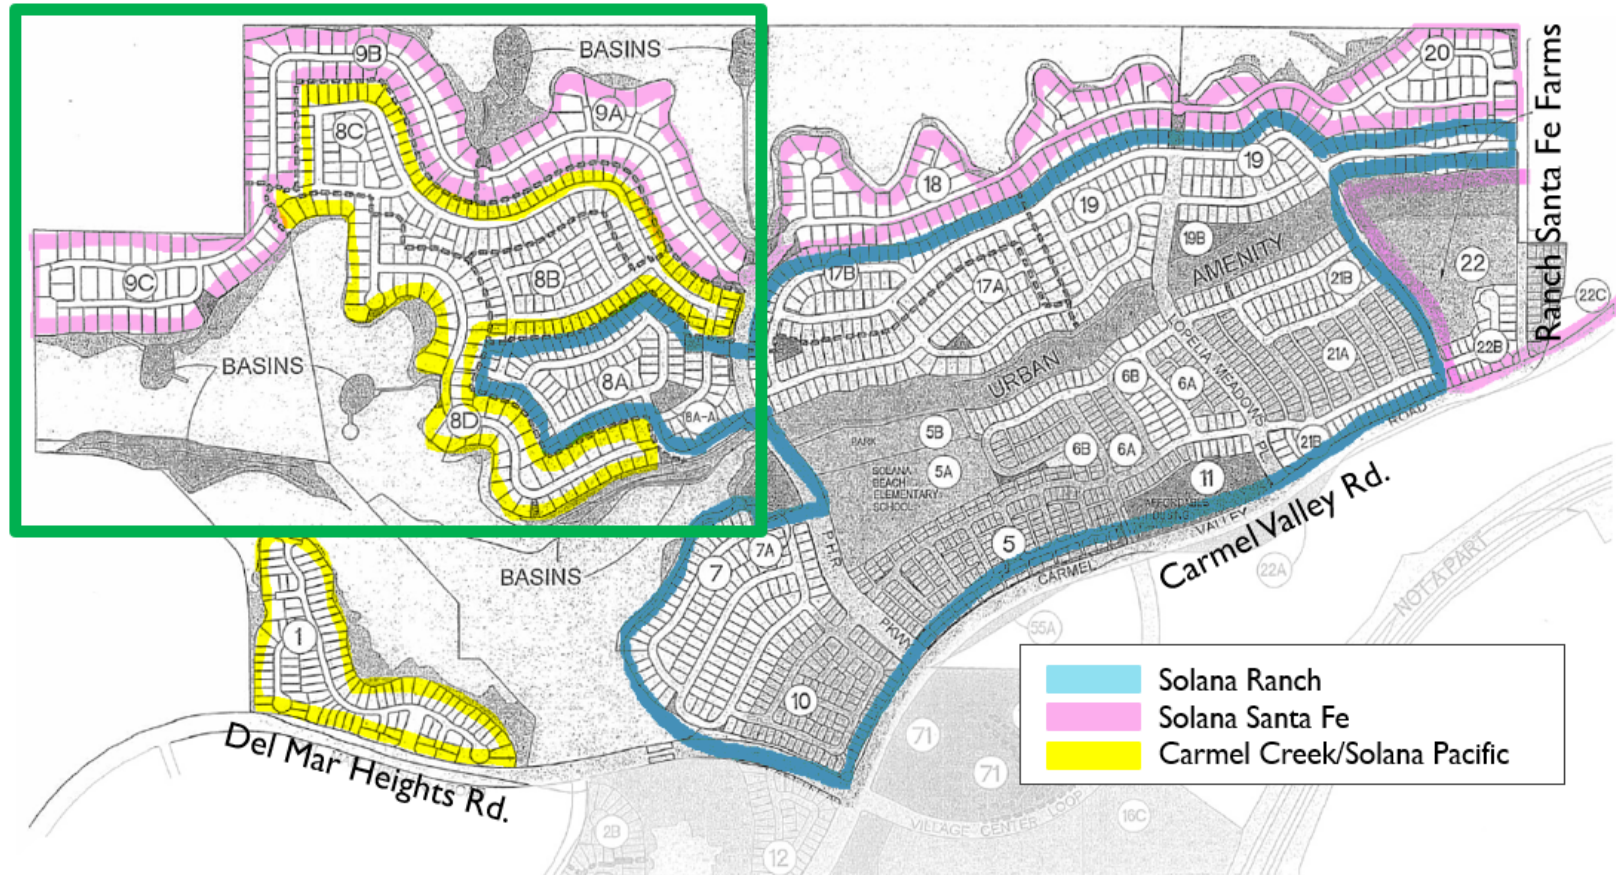 BASINS
20
9B
9A
8C
18
19
19
17B
17A
19B
AMENITY
22
22C
9C
8B
21B
Ranch Santa Fe Farms
BASINS
8A
8A-A
8D
URBAN
6B
6A
21A
22B
PARK
5B
5A
SOLANA
BEACH
ELEMENTARY
SCHOOL
6B
6A
21B
11
AFFORDABLE
ROAD
VALLEY
CARMEL
Carmel Valley Rd.
BASINS
7
7A
5
P.H.R.
PKWY
22A
NOT A PART
55A
1
10
71
71
Solana Ranch
Solana Santa Fe
Carmel Creek/Solana Pacific
Del Mar Heights Rd.
2B
12
VILLAGE CENTER LOOP
16C